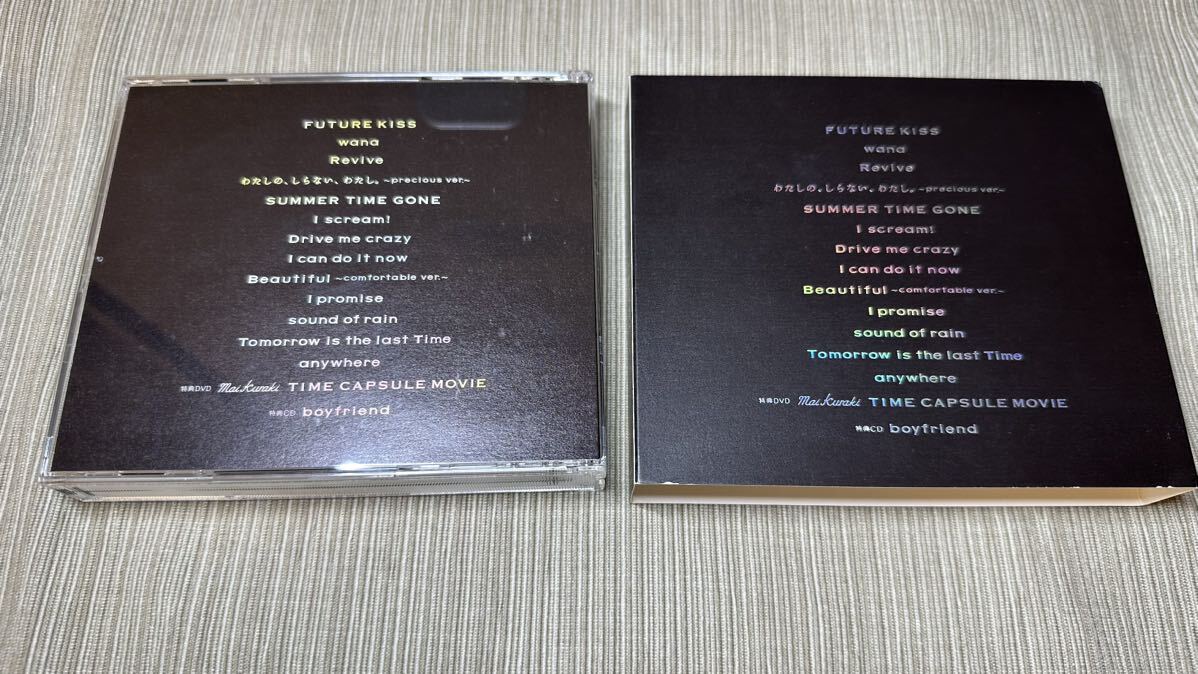 FUTURE KISS
wana
Revive
わたしの、しらない、わたし。~precious ver.~
SUMMER TIME GONE
I scream!
Drive me crazy
I can do it now
Beautiful ~comfortable ver.~
I promise
sound of rain
Tomorrow is the last Time
anywhere
特典DVD Mai Kuraki TIME CAPSULE MOVIE
特典CD boyfriend
FUTURE KISS
wana
Revive
わたしの、しらない、わたし。~precious ver.~
SUMMER TIME GONE
I scream!
Drive me crazy
I can do it now
Beautiful ~comfortable ver.~
I promise
sound of rain
Tomorrow is the last Time
anywhere
特典DVD Mai Kuraki TIME CAPSULE MOVIE
特典CD boyfriend